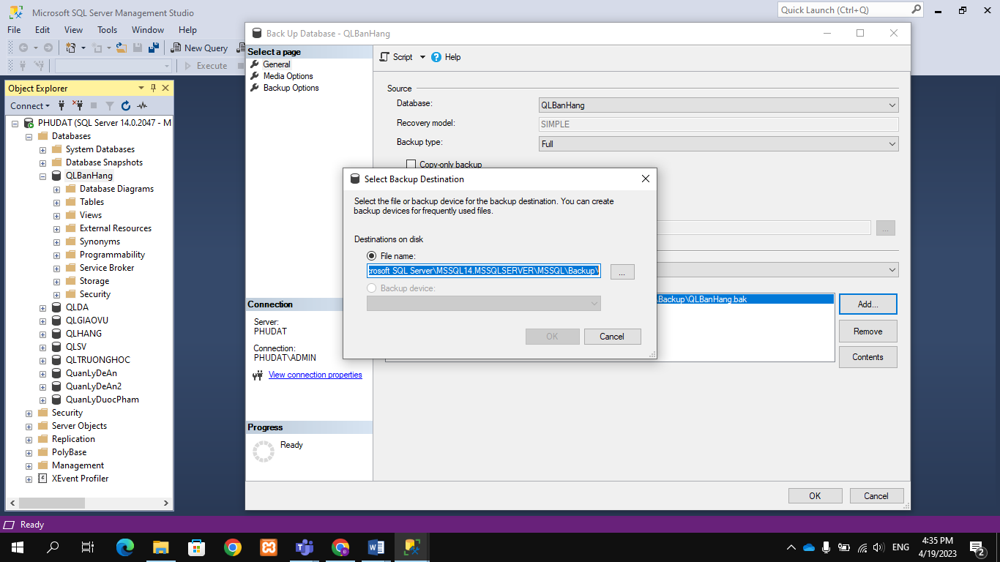 Microsoft SQL Server Management Studio
Quick Launch (Ctrl+Q)
File Edit View Tools Window Help
New Query
Execute
Object Explorer
Connect
PHUDAT (SQL Server 14.0.2047 - M
Databases
System Databases
Database Snapshots
QLBanHang
Database Diagrams
Tables
Views
External Resources
Synonyms
Programmability
Service Broker
Storage
Security
QLDA
QLGIAOVU
QLHANG
QLSV
QLTRUONGHOC
QuanLyDeAn
QuanLyDeAn2
QuanLyDuocPham
Security
Server Objects
Replication
PolyBase
Management
XEvent Profiler
Back Up Database - QLBanHang
Select a page
General
Media Options
Backup Options
Connection
Server:
PHUDAT
Connection:
PHUDAT\ADMIN
View connection properties
Progress
Ready
Script Help
Source
Database: QLBanHang
Recovery model: SIMPLE
Backup type: Full
Copy-only backup
...
\Backup\QLBanHang.bak
Add...
Remove
Contents
OK Cancel
Select Backup Destination
Select the file or backup device for the backup destination. You can create
backup devices for frequently used files.
Destinations on disk
File name:
crosoft SQL Server\MSSQL14.MSSQLSERVER\MSSQL\Backup\
...
Backup device:
OK Cancel
Ready
ENG
4:35 PM
4/19/2023
2